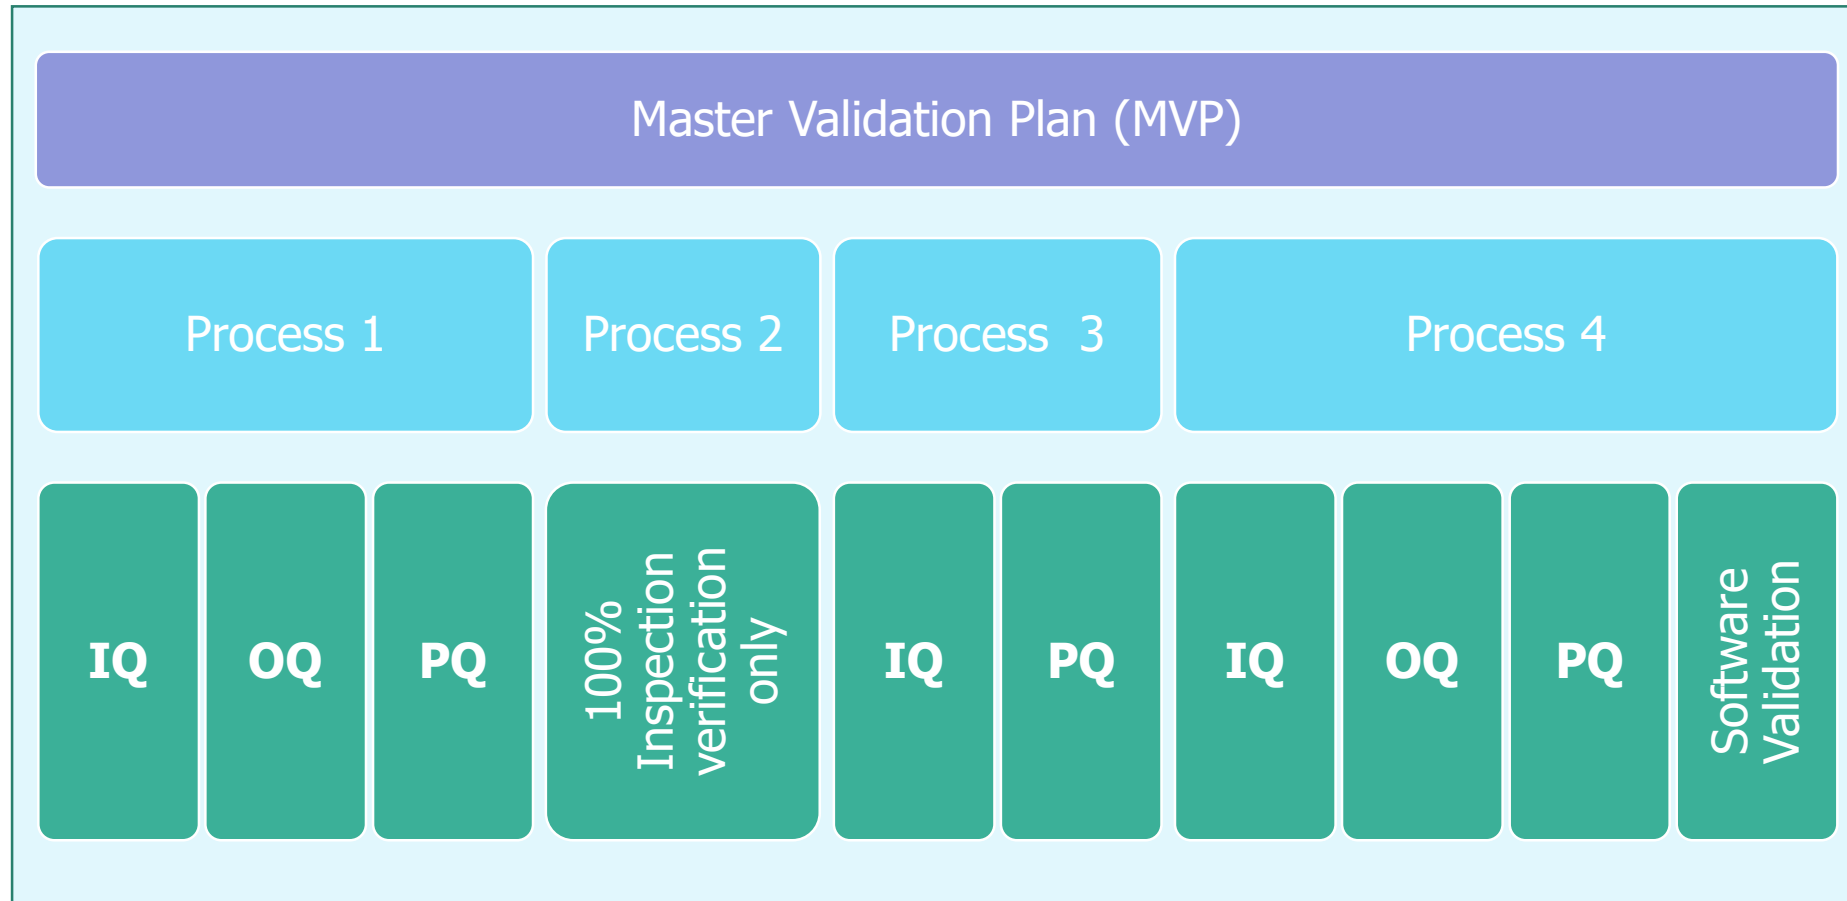 Master Validation Plan (MVP)
Process 1
Process 2
Process  3
Process 4
IQ
OQ
PQ
100%
Inspection
verification
only
IQ
PQ
IQ
OQ
PQ
Software
Validation